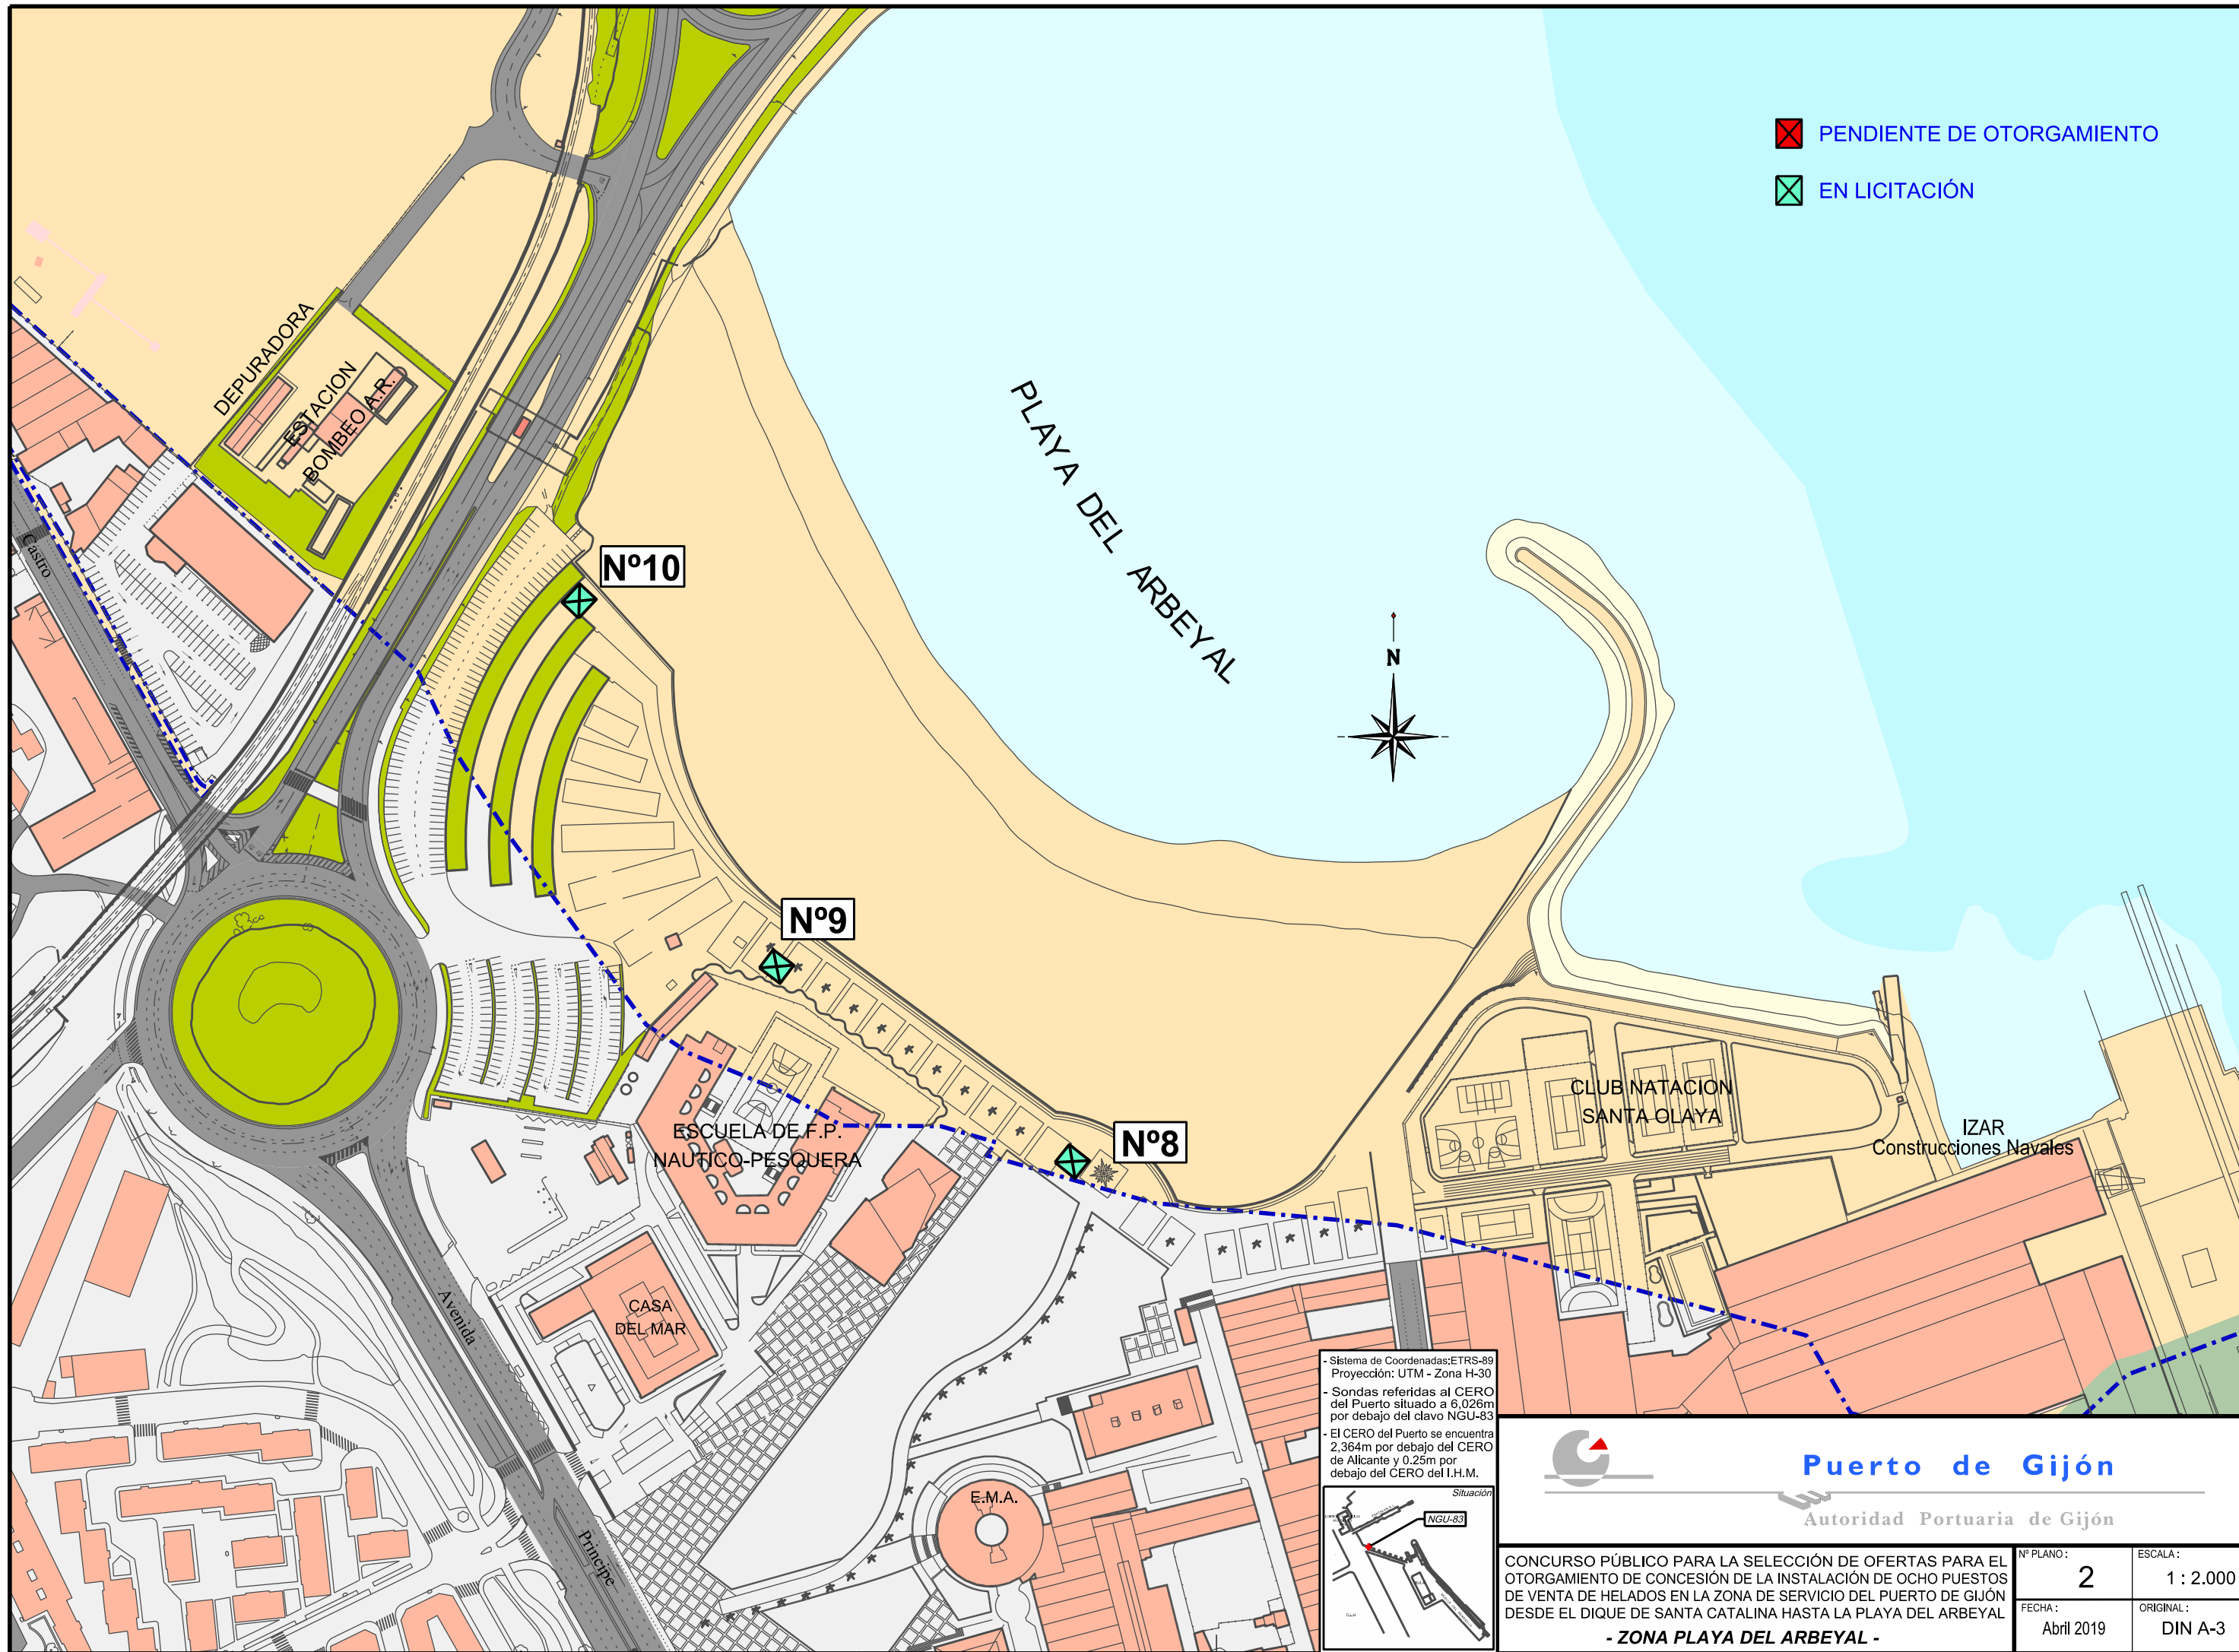 PENDIENTE DE OTORGAMIENTO
EN LICITACIÓN
DEPURADORA
ESTACION
BOMBEO A.R.
Castro
PLAYA DEL ARBEYAL
Nº10
N
Nº9
Nº8
CLUB NATACION
SANTA OLAYA
IZAR
Construcciones Navales
ESCUELA DE F.P.
NAUTICO-PESQUERA
CASA
DEL MAR
Avenida
Principe
E.M.A.
- Sistema de Coordenadas:ETRS-89
Proyección: UTM - Zona H-30
- Sondas referidas al CERO
del Puerto situado a 6,026m
por debajo del clavo NGU-83
- El CERO del Puerto se encuentra
2,364m por debajo del CERO
de Alicante y 0.25m por
debajo del CERO del I.H.M.
Situación
NGU-83
Puerto de Gijón
Autoridad Portuaria de Gijón
CONCURSO PÚBLICO PARA LA SELECCIÓN DE OFERTAS PARA EL
OTORGAMIENTO DE CONCESIÓN DE LA INSTALACIÓN DE OCHO PUESTOS
DE VENTA DE HELADOS EN LA ZONA DE SERVICIO DEL PUERTO DE GIJÓN
DESDE EL DIQUE DE SANTA CATALINA HASTA LA PLAYA DEL ARBEYAL
- ZONA PLAYA DEL ARBEYAL -
Nº PLANO:
2
ESCALA:
1 : 2.000
FECHA:
Abril 2019
ORIGINAL:
DIN A-3